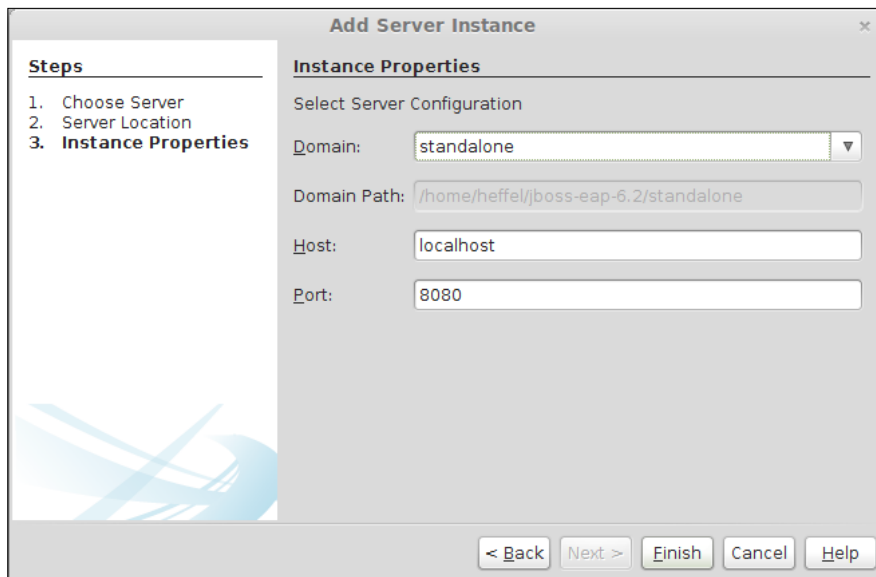 Add Server Instance
Steps
1. Choose Server
2. Server Location
3. Instance Properties
Instance Properties
Select Server Configuration
Domain: standalone
Domain Path: /home/heffel/jboss-eap-6.2/standalone
Host: localhost
Port: 8080
< Back Next > Finish Cancel Help